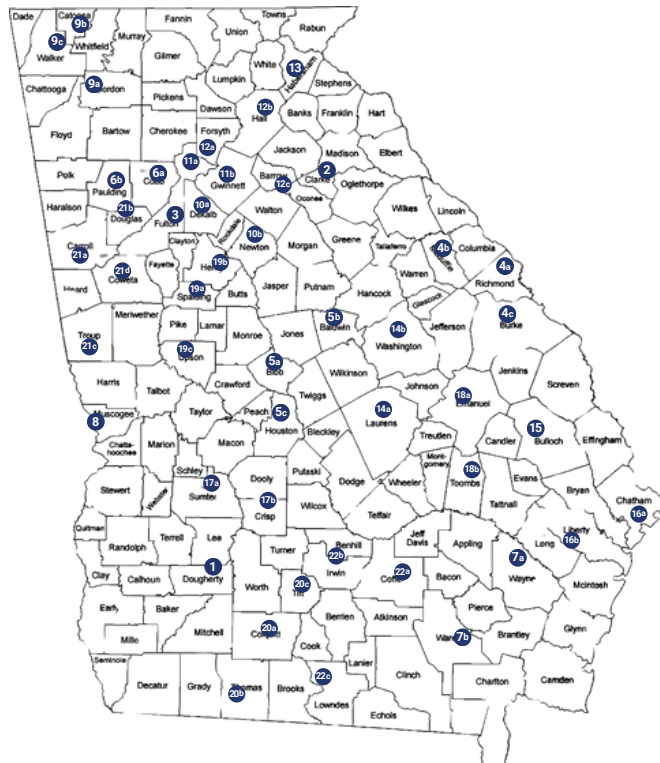 Dade
Catoosa
9b
Fannin
Towns
Union
Rabun
9c
Whitfield
Murray
Walker
Gilmer
White
13
Habersham
Lumpkin
Stephens
Chattooga
9a
Gordon
Pickens
Dawson
12b
Hall
Banks
Franklin
Hart
Floyd
Bartow
Cherokee
Forsyth
12a
Jackson
Madison
Elbert
Polk
6b
Paulding
6a
Cobb
11a
11b
Gwinnett
Barrow
12c
2
Clarke
Oglethorpe
Oconee
Haralson
21b
Douglas
3
Fulton
10a
DeKalb
Rockdale
Walton
Wilkes
Lincoln
Carroll
21a
Clayton
10b
Newton
Morgan
Greene
Taliaferro
4b
Columbia
21d
Coweta
Fayette
19b
Henry
Warren
4a
Richmond
Heard
19a
Spalding
Butts
Jasper
Putnam
Hancock
Glascock
Meriwether
Pike
Lamar
Monroe
Jones
5b
Baldwin
14b
Washington
Jefferson
4c
Burke
Troup
21c
19c
Upson
5a
Bibb
Wilkinson
Jenkins
Screven
Harris
Talbot
Crawford
Twiggs
Johnson
18a
Emanuel
8
Muscogee
Taylor
Peach
5c
Houston
Bleckley
14a
Laurens
Treutlen
Candler
15
Bulloch
Effingham
Chatta-
hoochee
Marion
Macon
Schley
17a
Sumter
Dooly
Pulaski
Dodge
Wheeler
Mont-
gomery
18b
Toombs
Evans
Bryan
Chatham
16a
Stewert
Webster
17b
Crisp
Wilcox
Telfair
Tattnall
Liberty
16b
Long
Quitman
Randolph
Terrell
Lee
Turner
Benhill
22b
Irwin
Jeff
Davis
Appling
7a
Wayne
Clay
Calhoun
1
Dougherty
Worth
20c
Tift
22a
Coffee
Bacon
McIntosh
Early
Baker
Mitchell
20a
Berrien
Atkinson
Pierce
Mille
Cook
7b
Brantley
Glynn
Seminole
Decatur
Grady
Thomas
20b
Brooks
22c
Lowndes
Lanier
Clinch
Echols
Charlton
Camden